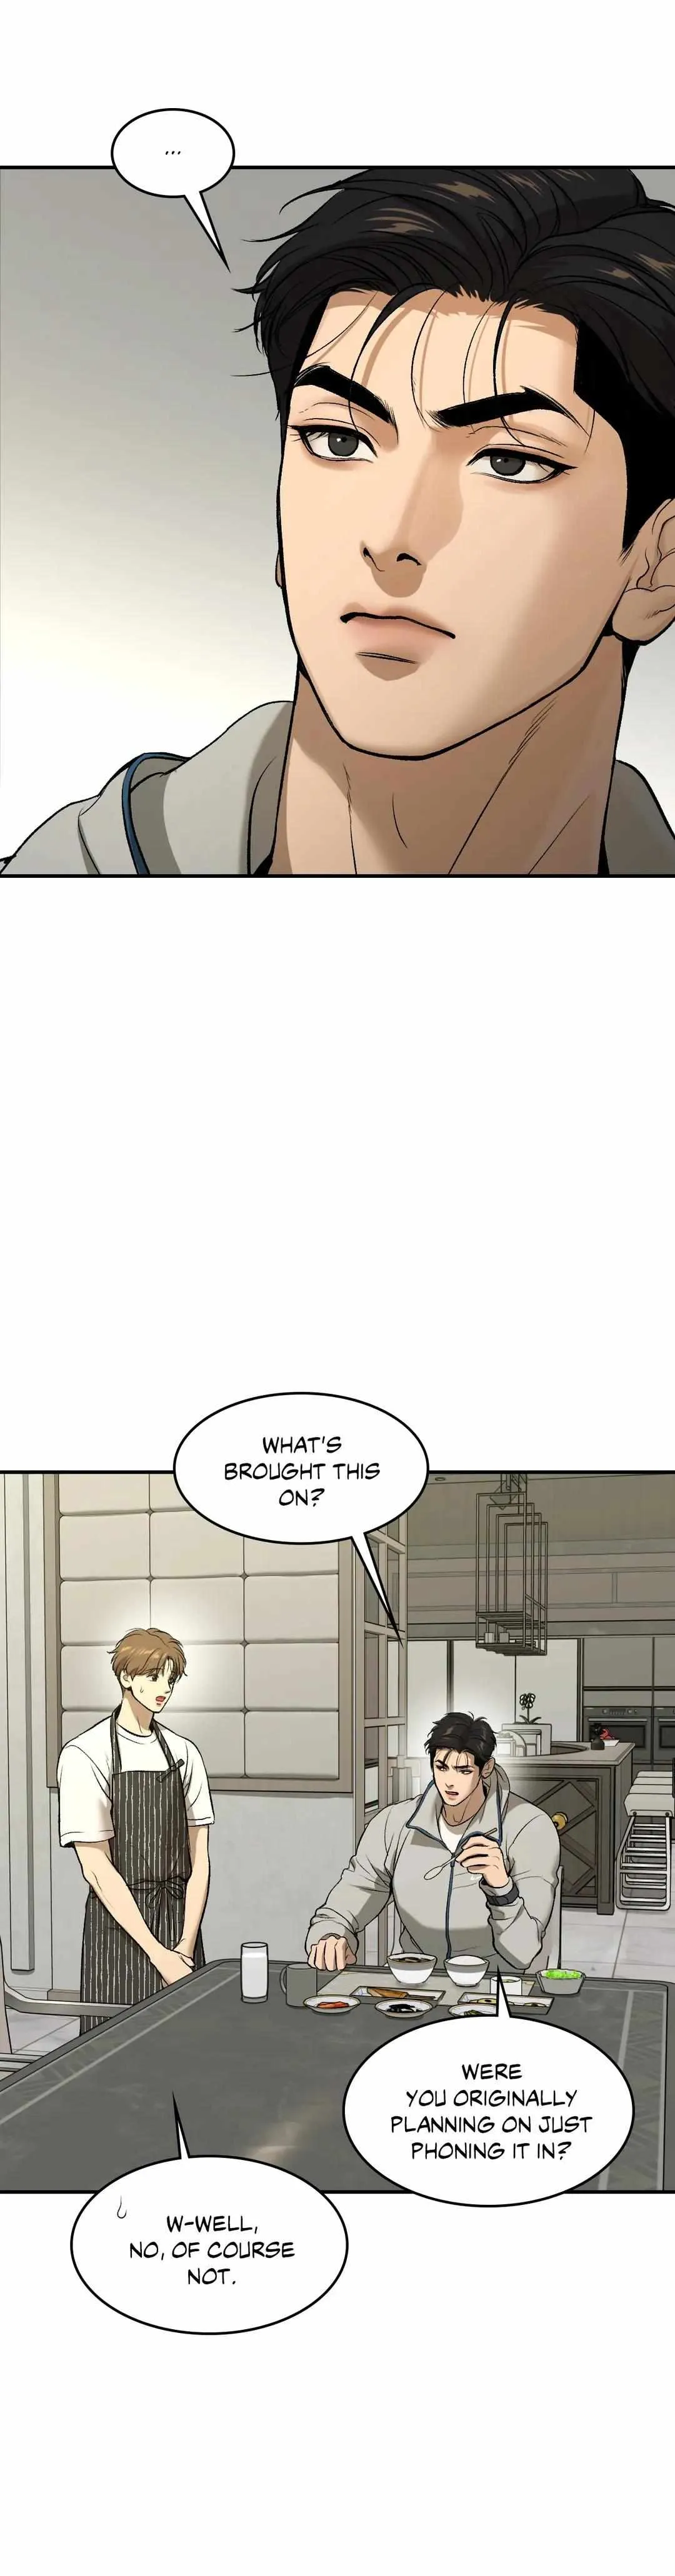 ...
WHAT'S
BROUGHT THIS
ON?
WERE
YOU ORIGINALLY
PLANNING ON JUST
PHONING IT IN?
W-WELL,
NO, OF COURSE
NOT.